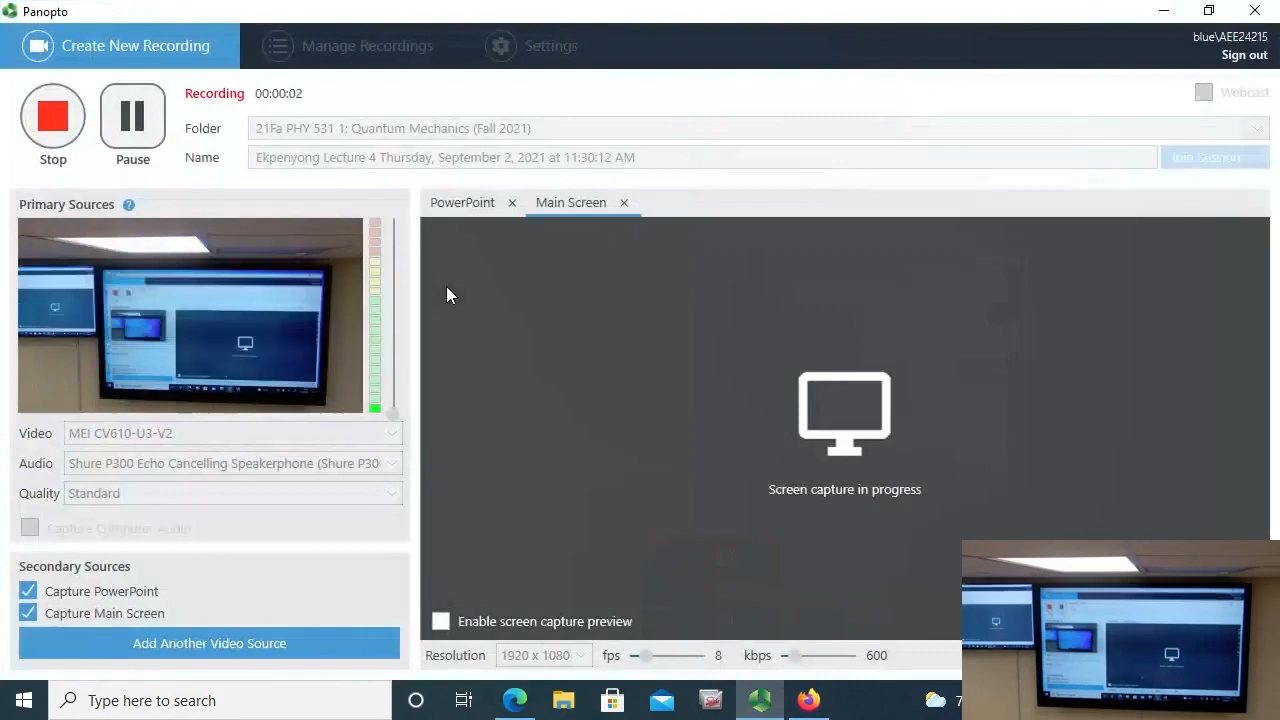 Panopto
Create New Recording
Manage Recordings
Settings
blue\AEE24215
Sign out
Recording 00:00:02
Webcast
Folder 21Fa PHY 531 1: Quantum Mechanics (Fall 2021)
Name Ekpenyong Lecture 4 Thursday, September 2, 2021 at 11:30:12 AM
Join Session
Stop
Pause
Primary Sources ?
PowerPoint
Main Screen
Video MEI CV610-U3-V2
Audio Shure P300 Echo Cancelling Speakerphone (Shure P30
Quality Standard
Capture Computer Audio
Screen capture in progress
Secondary Sources
Capture PowerPoint
Capture Main Screen
Add Another Video Source
Enable screen capture preview
Resolution 1920 x 1080 fps 8 kbps 600
Type here to search
7